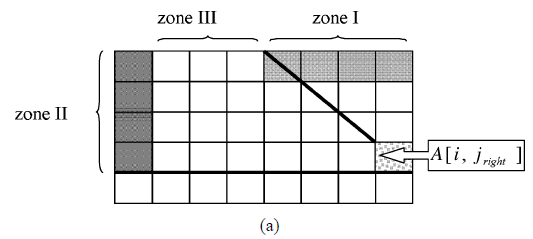 zone III zone I
zone II
A[i, j_right ]
(a)